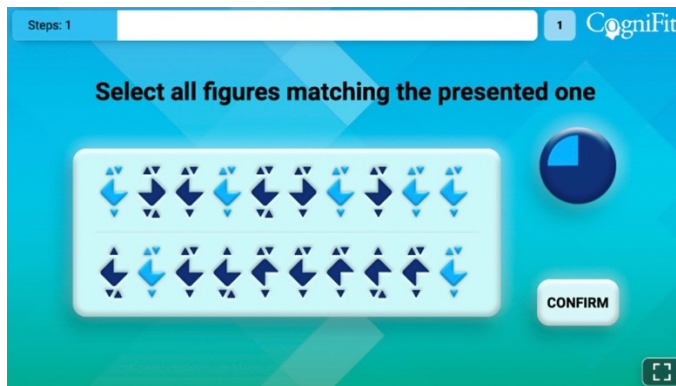 Steps: 1
1
CogniFit
Select all figures matching the presented one
CONFIRM